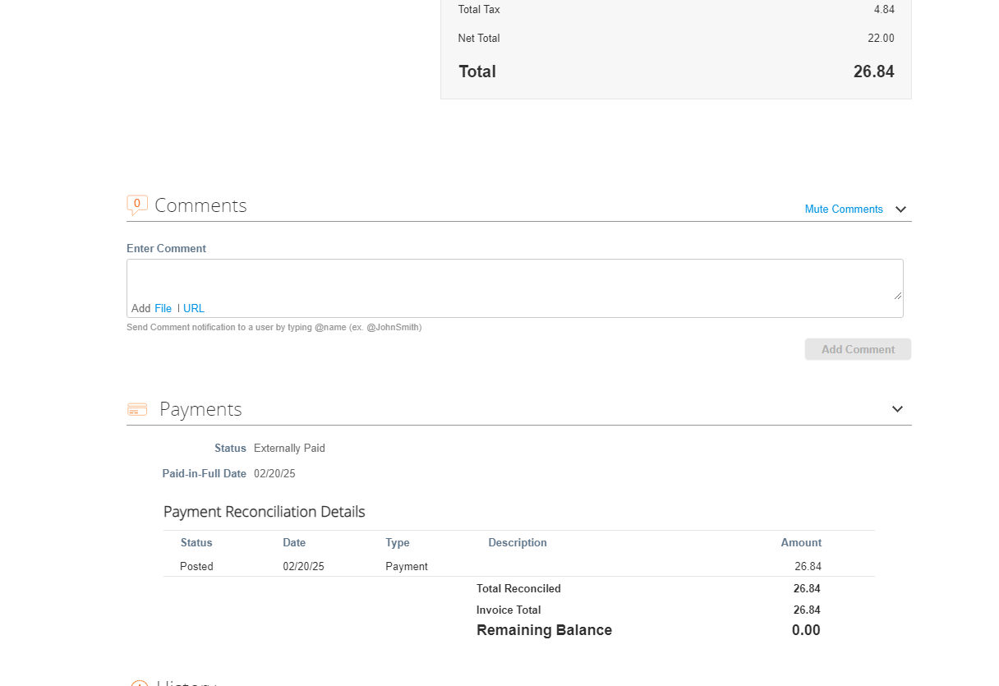 Total Tax 4.84
Net Total 22.00
Total 26.84
0 Comments Mute Comments
Enter Comment
Add File | URL
Send Comment notification to a user by typing @name (ex. @JohnSmith)
Add Comment
Payments
Status Externally Paid
Paid-in-Full Date 02/20/25
Payment Reconciliation Details
Status Date Type Description Amount
Posted 02/20/25 Payment 26.84
Total Reconciled 26.84
Invoice Total 26.84
Remaining Balance 0.00
History